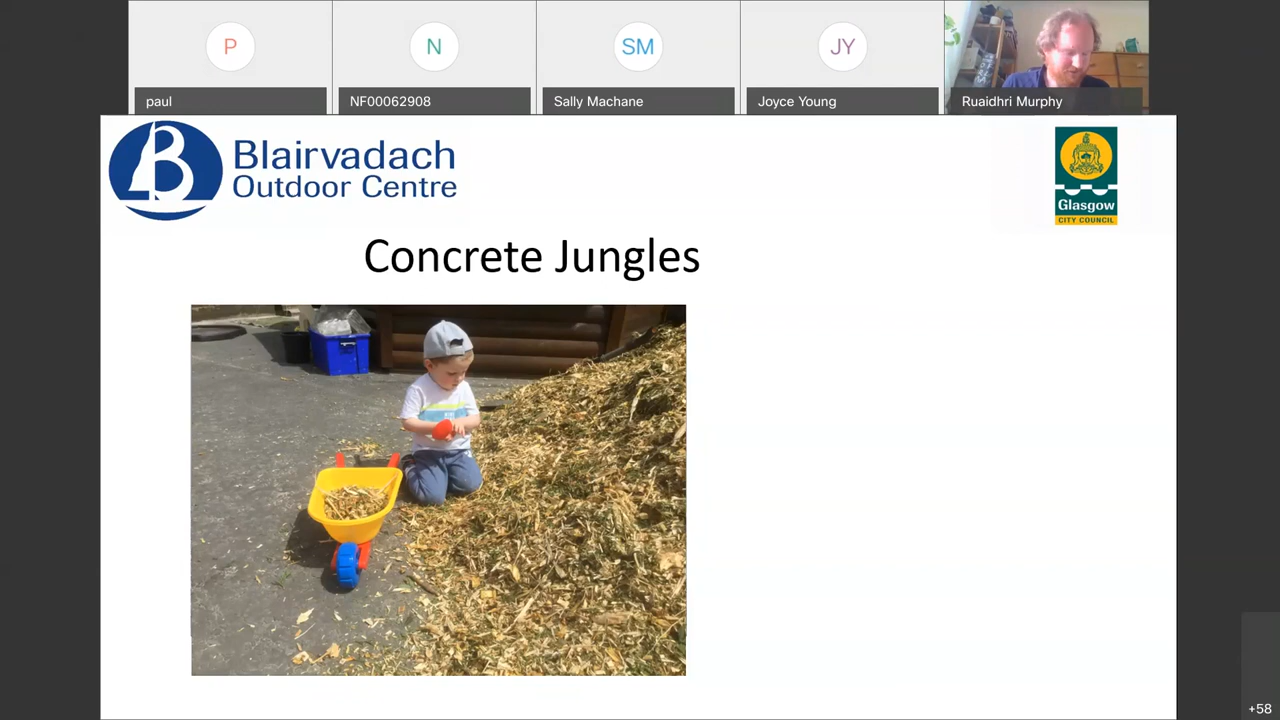 P
N
SM
JY
paul
NF00062908
Sally Machane
Joyce Young
Ruaidhri Murphy
Blairvadach
Outdoor Centre
Glasgow
CITY COUNCIL
Concrete Jungles
+58